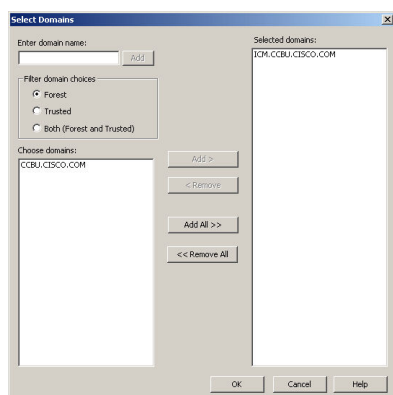 Select Domains
Enter domain name:
Add
Filter domain choices
Forest
Trusted
Both (Forest and Trusted)
Choose domains:
CCBU.CISCO.COM
Add >
< Remove
Add All >>
<< Remove All
Selected domains:
ICM.CCBU.CISCO.COM
OK
Cancel
Help